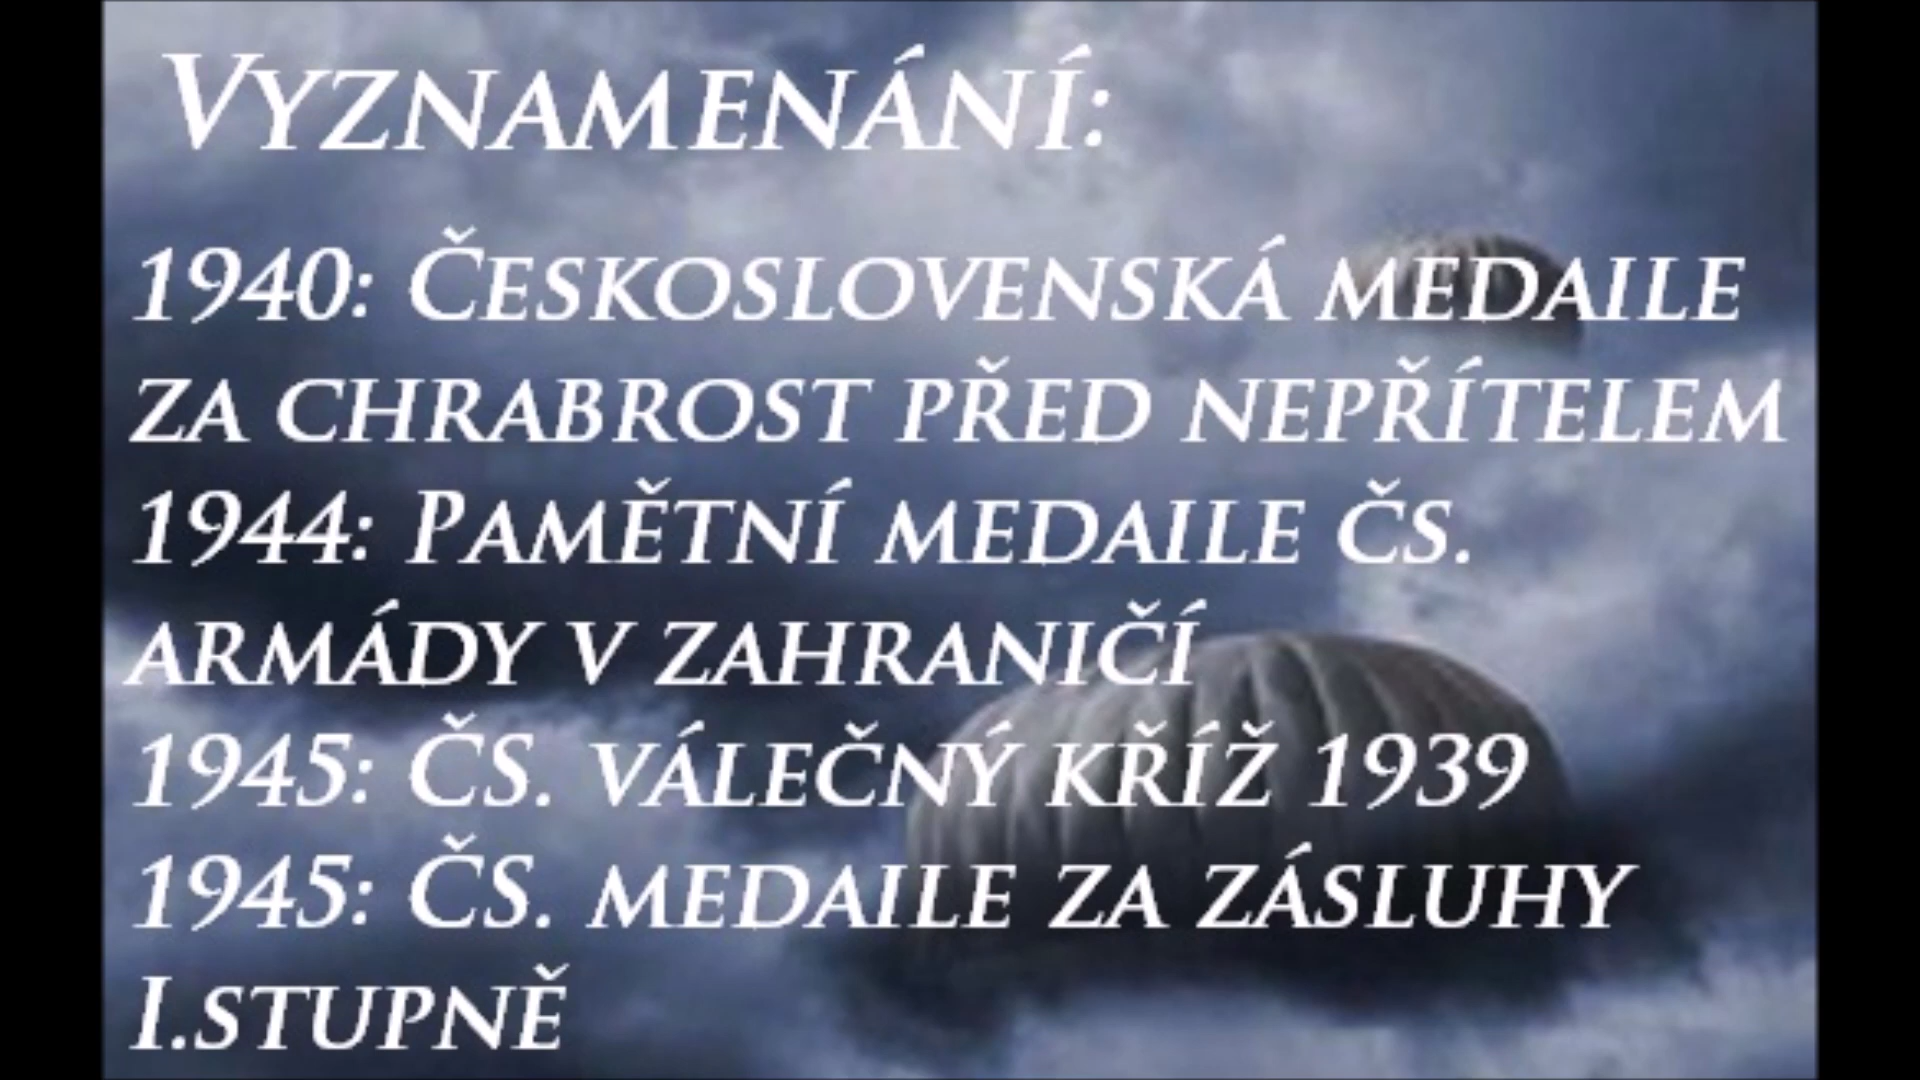 Vyznamenání:
1940: Československá medaile
za chrabrost před nepřítelem
1944: Pamětní medaile čs.
armády v zahraničí
1945: Čs. válečný kříž 1939
1945: Čs. medaile za zásluhy
I.stupně